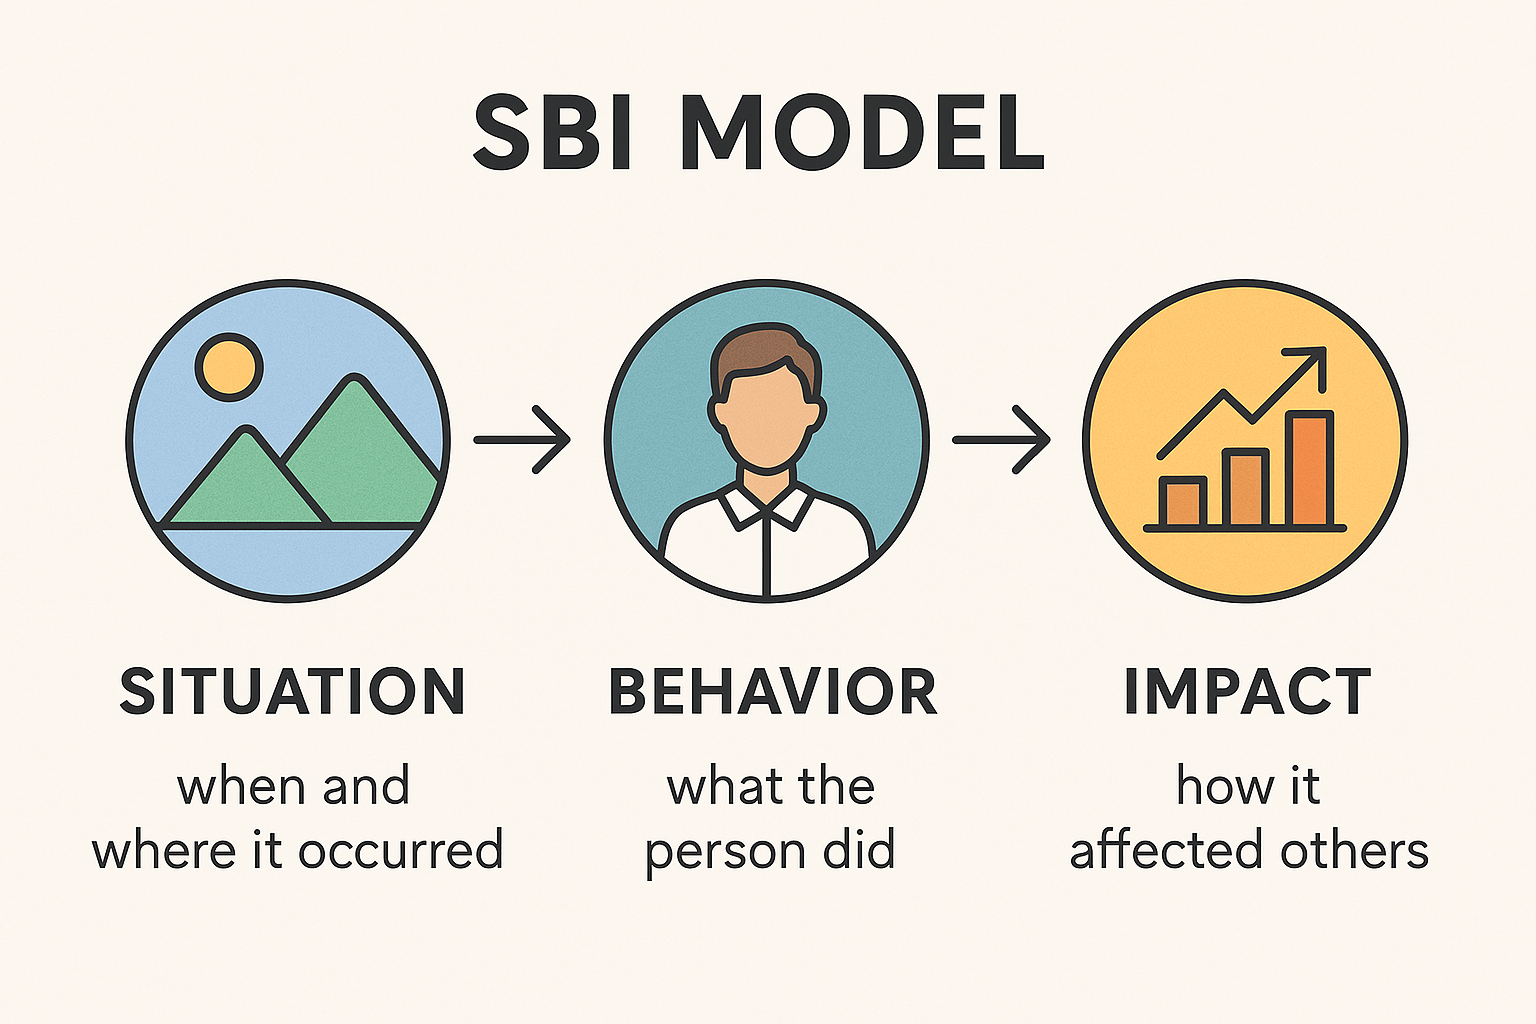 SBI MODEL
SITUATION
when and
where it occurred
BEHAVIOR
what the
person did
IMPACT
how it
affected others